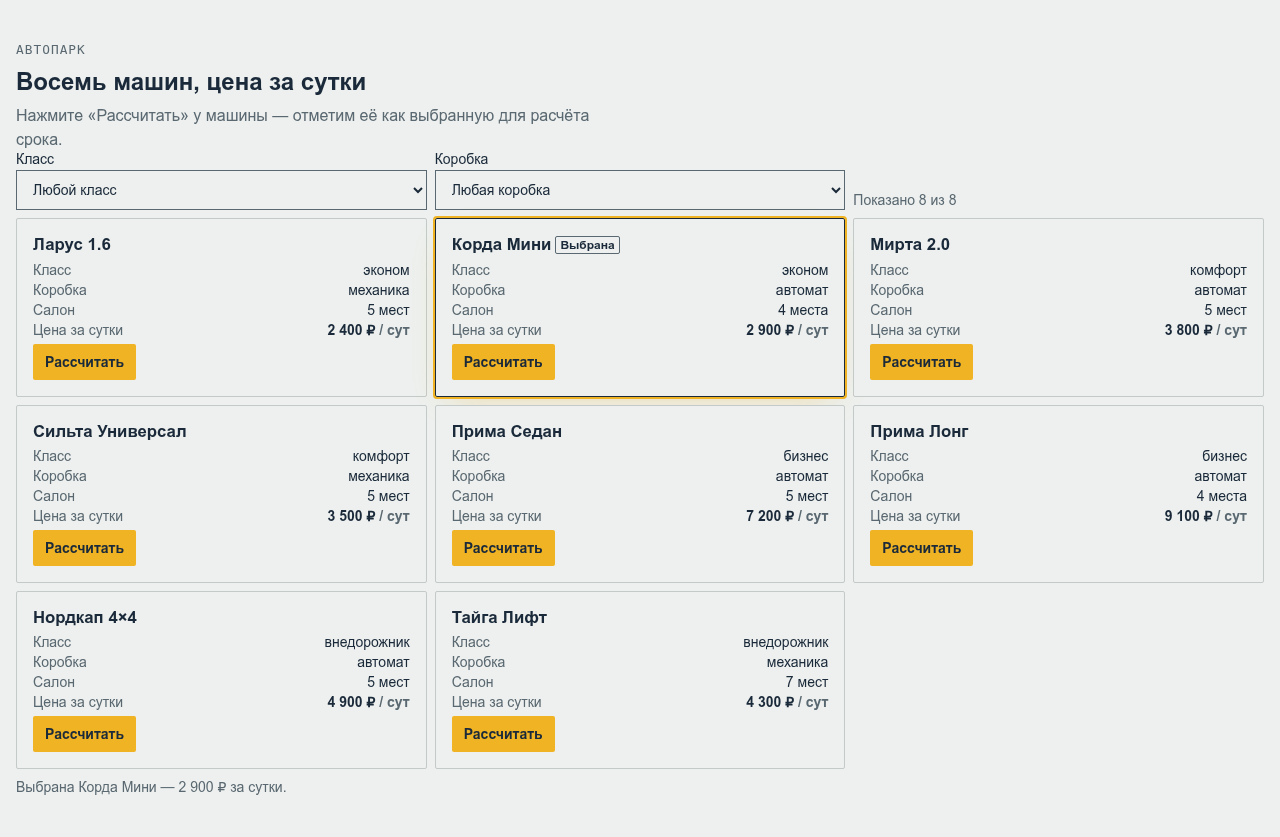 АВТОПАРК
Восемь машин, цена за сутки
Нажмите «Рассчитать» у машины — отметим её как выбранную для расчёта
срока.
Класс
Любой класс
Коробка
Любая коробка
Показано 8 из 8
Ларус 1.6
Класс эконом
Коробка механика
Салон 5 мест
Цена за сутки 2 400 ₽ / сут
Рассчитать
Корда Мини Выбрана
Класс эконом
Коробка автомат
Салон 4 места
Цена за сутки 2 900 ₽ / сут
Рассчитать
Мирта 2.0
Класс комфорт
Коробка автомат
Салон 5 мест
Цена за сутки 3 800 ₽ / сут
Рассчитать
Сильта Универсал
Класс комфорт
Коробка механика
Салон 5 мест
Цена за сутки 3 500 ₽ / сут
Рассчитать
Прима Седан
Класс бизнес
Коробка автомат
Салон 5 мест
Цена за сутки 7 200 ₽ / сут
Рассчитать
Прима Лонг
Класс бизнес
Коробка автомат
Салон 4 места
Цена за сутки 9 100 ₽ / сут
Рассчитать
Нордкап 4×4
Класс внедорожник
Коробка автомат
Салон 5 мест
Цена за сутки 4 900 ₽ / сут
Рассчитать
Тайга Лифт
Класс внедорожник
Коробка механика
Салон 7 мест
Цена за сутки 4 300 ₽ / сут
Рассчитать
Выбрана Корда Мини — 2 900 ₽ за сутки.